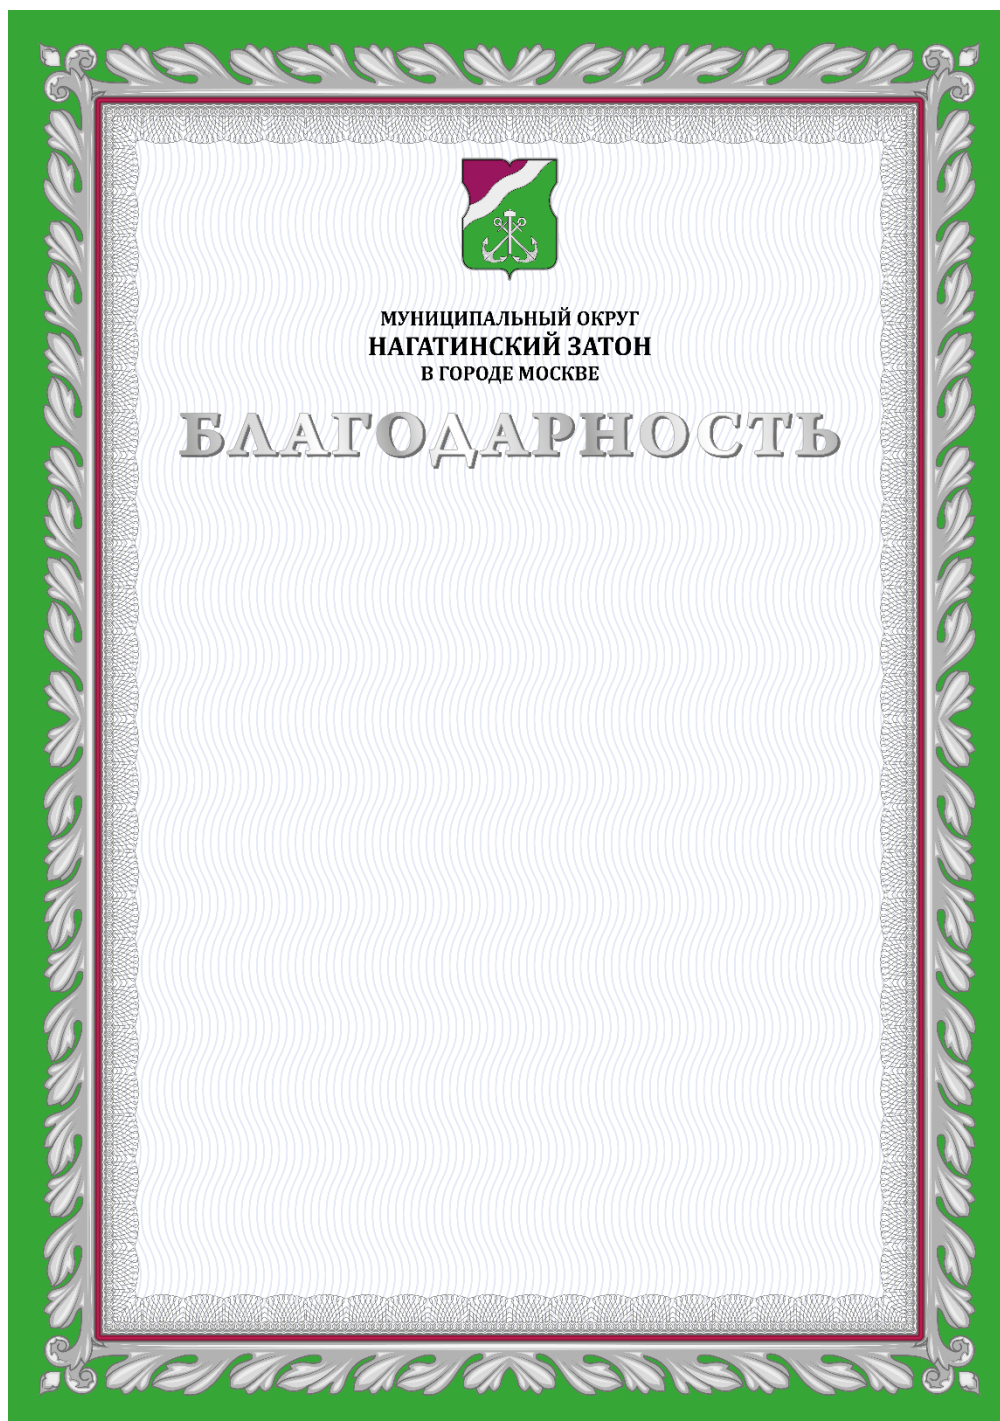 МУНИЦИПАЛЬНЫЙ ОКРУГ
НАГАТИНСКИЙ ЗАТОН
В ГОРОДЕ МОСКВЕ
БЛАГОДАРНОСТЬ